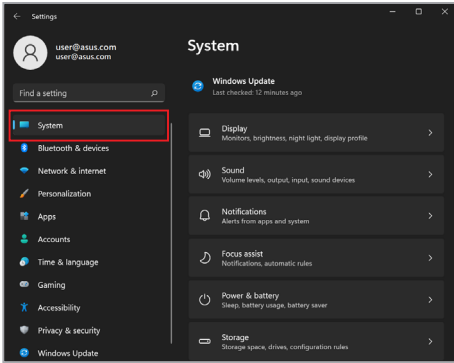 Settings
user@asus.com
user@asus.com
Find a setting
System
Bluetooth & devices
Network & internet
Personalization
Apps
Accounts
Time & language
Gaming
Accessibility
Privacy & security
Windows Update
System
Windows Update
Last checked: 12 minutes ago
Display
Monitors, brightness, night light, display profile
Sound
Volume levels, output, input, sound devices
Notifications
Alerts from apps and system
Focus assist
Notifications, automatic rules
Power & battery
Sleep, battery usage, battery saver
Storage
Storage space, drives, configuration rules